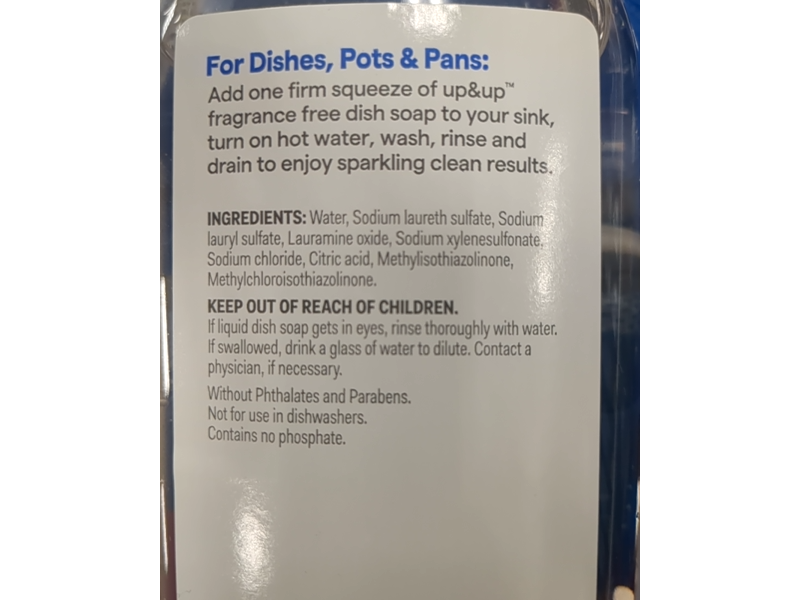 For Dishes, Pots & Pans:
Add one firm squeeze of up&up™
fragrance free dish soap to your sink,
turn on hot water, wash, rinse and
drain to enjoy sparkling clean results.
INGREDIENTS: Water, Sodium laureth sulfate, Sodium
lauryl sulfate, Lauramine oxide, Sodium xylenesulfonate,
Sodium chloride, Citric acid, Methylisothiazolinone,
Methylchloroisothiazolinone.
KEEP OUT OF REACH OF CHILDREN.
If liquid dish soap gets in eyes, rinse thoroughly with water.
If swallowed, drink a glass of water to dilute. Contact a
physician, if necessary.
Without Phthalates and Parabens.
Not for use in dishwashers.
Contains no phosphate.